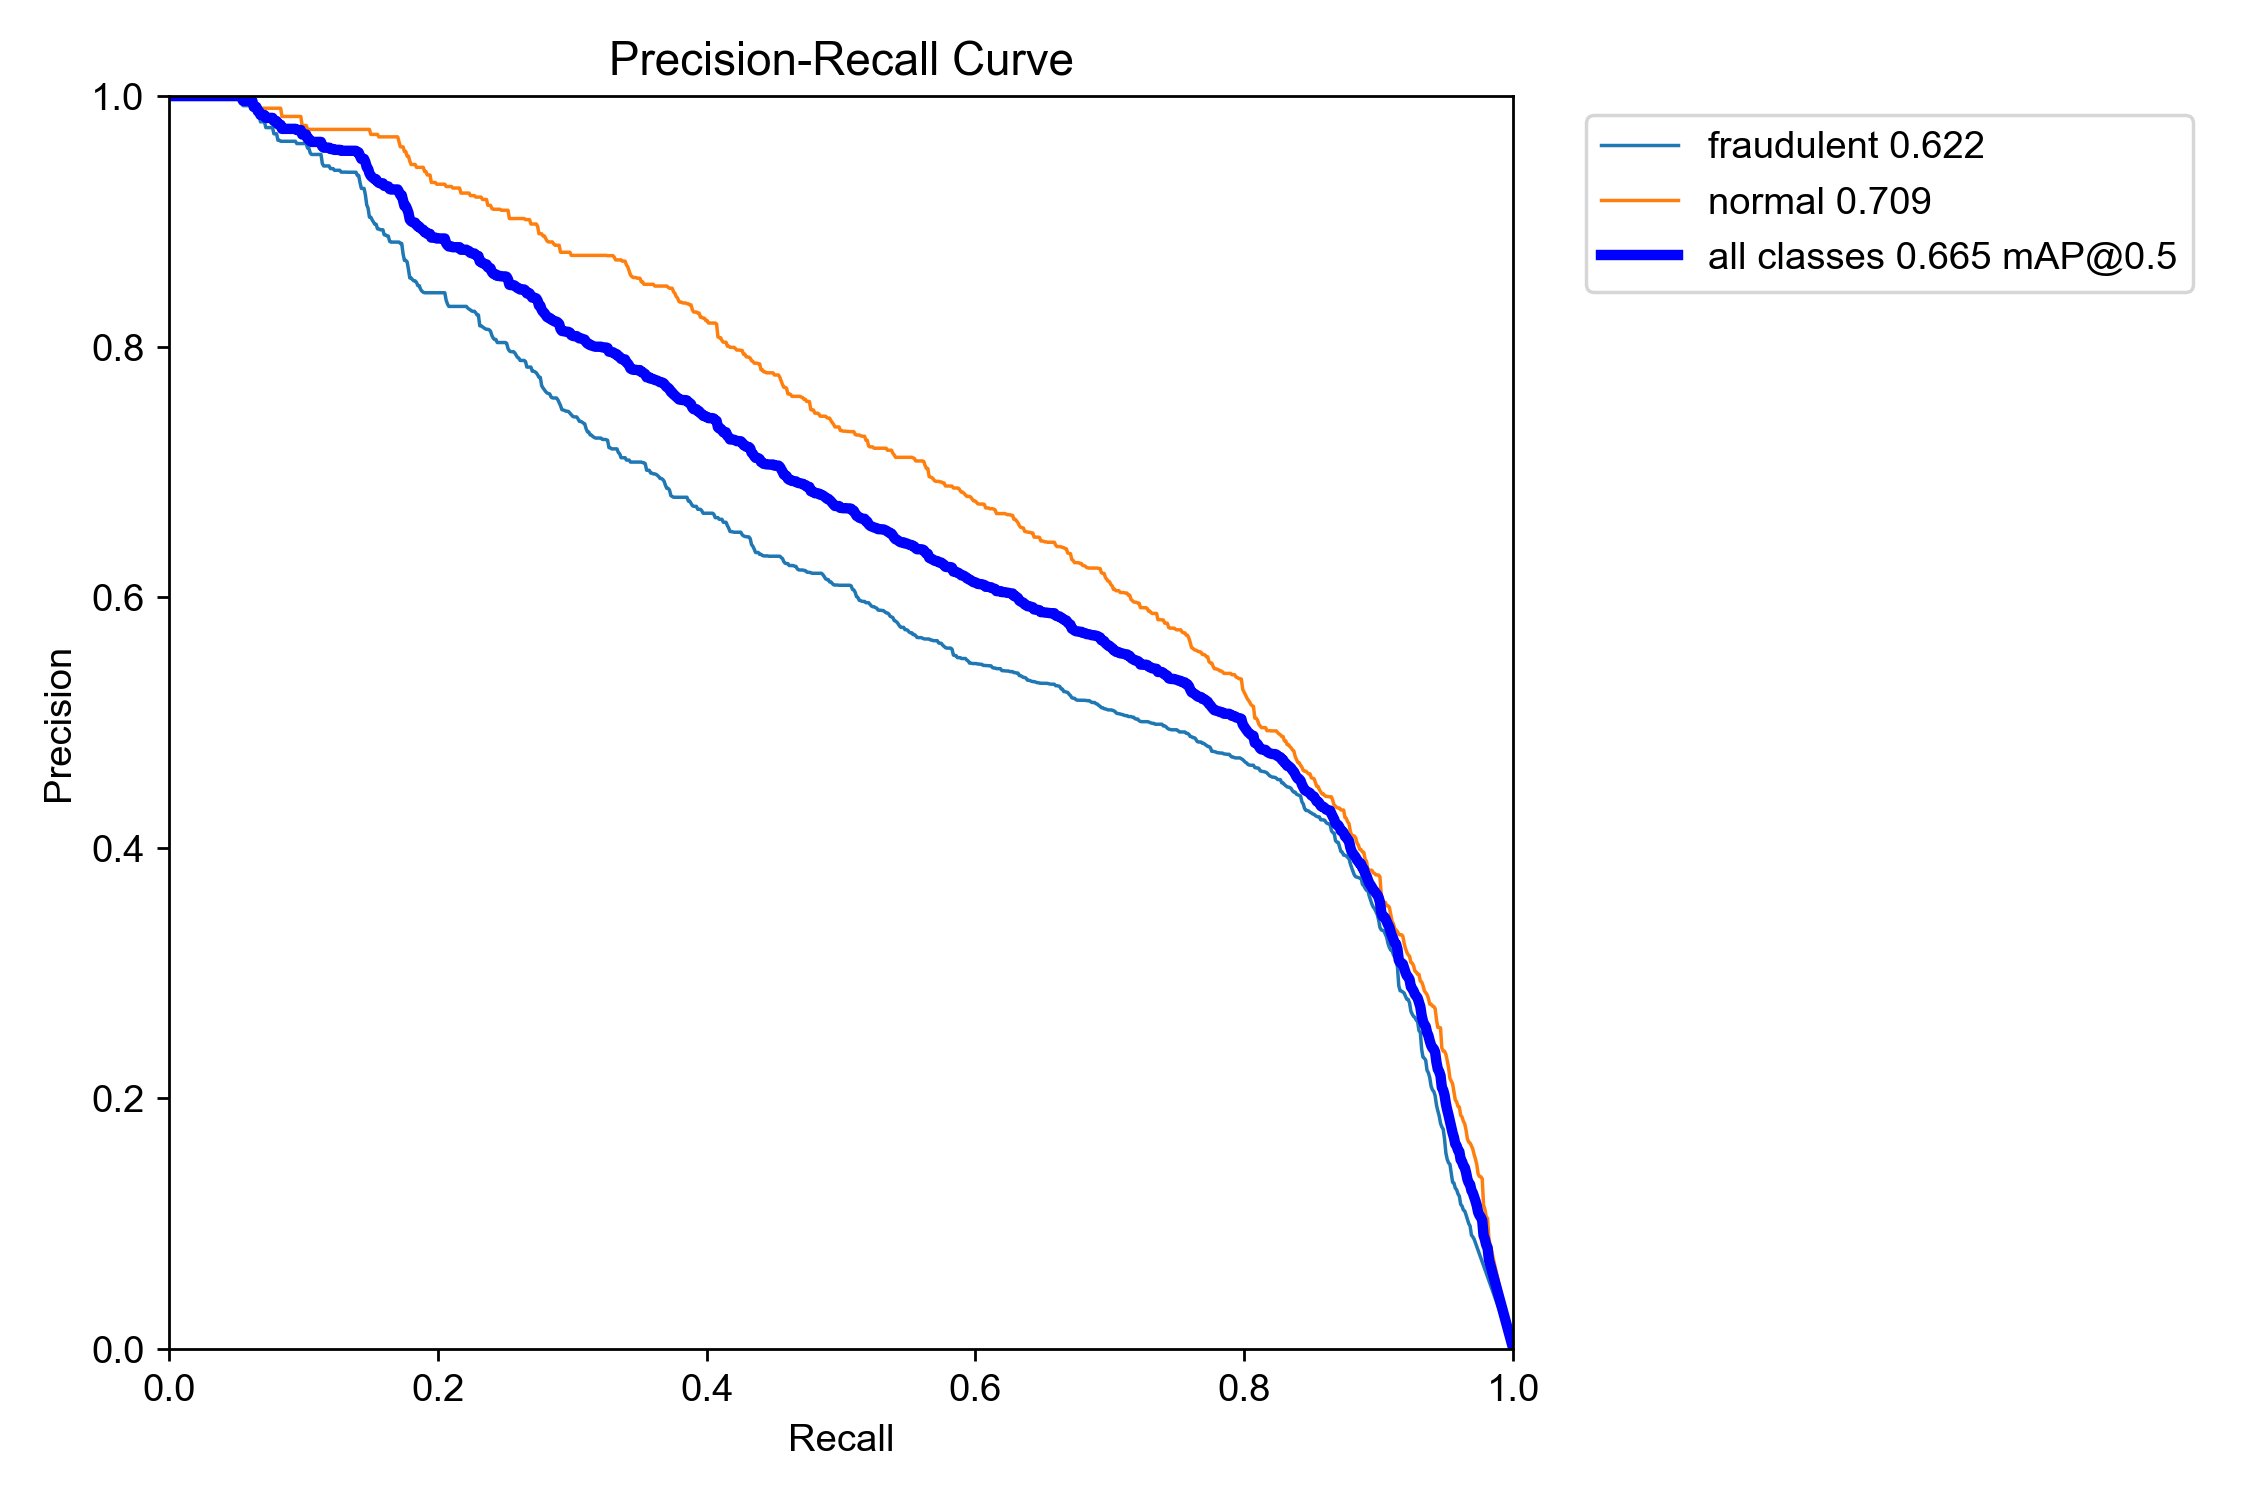 Precision-Recall Curve
fraudulent 0.622
normal 0.709
all classes 0.665 mAP@0.5
Precision
1.0
0.8
0.6
0.4
0.2
0.0
0.0 0.2 0.4 0.6 0.8 1.0
Recall